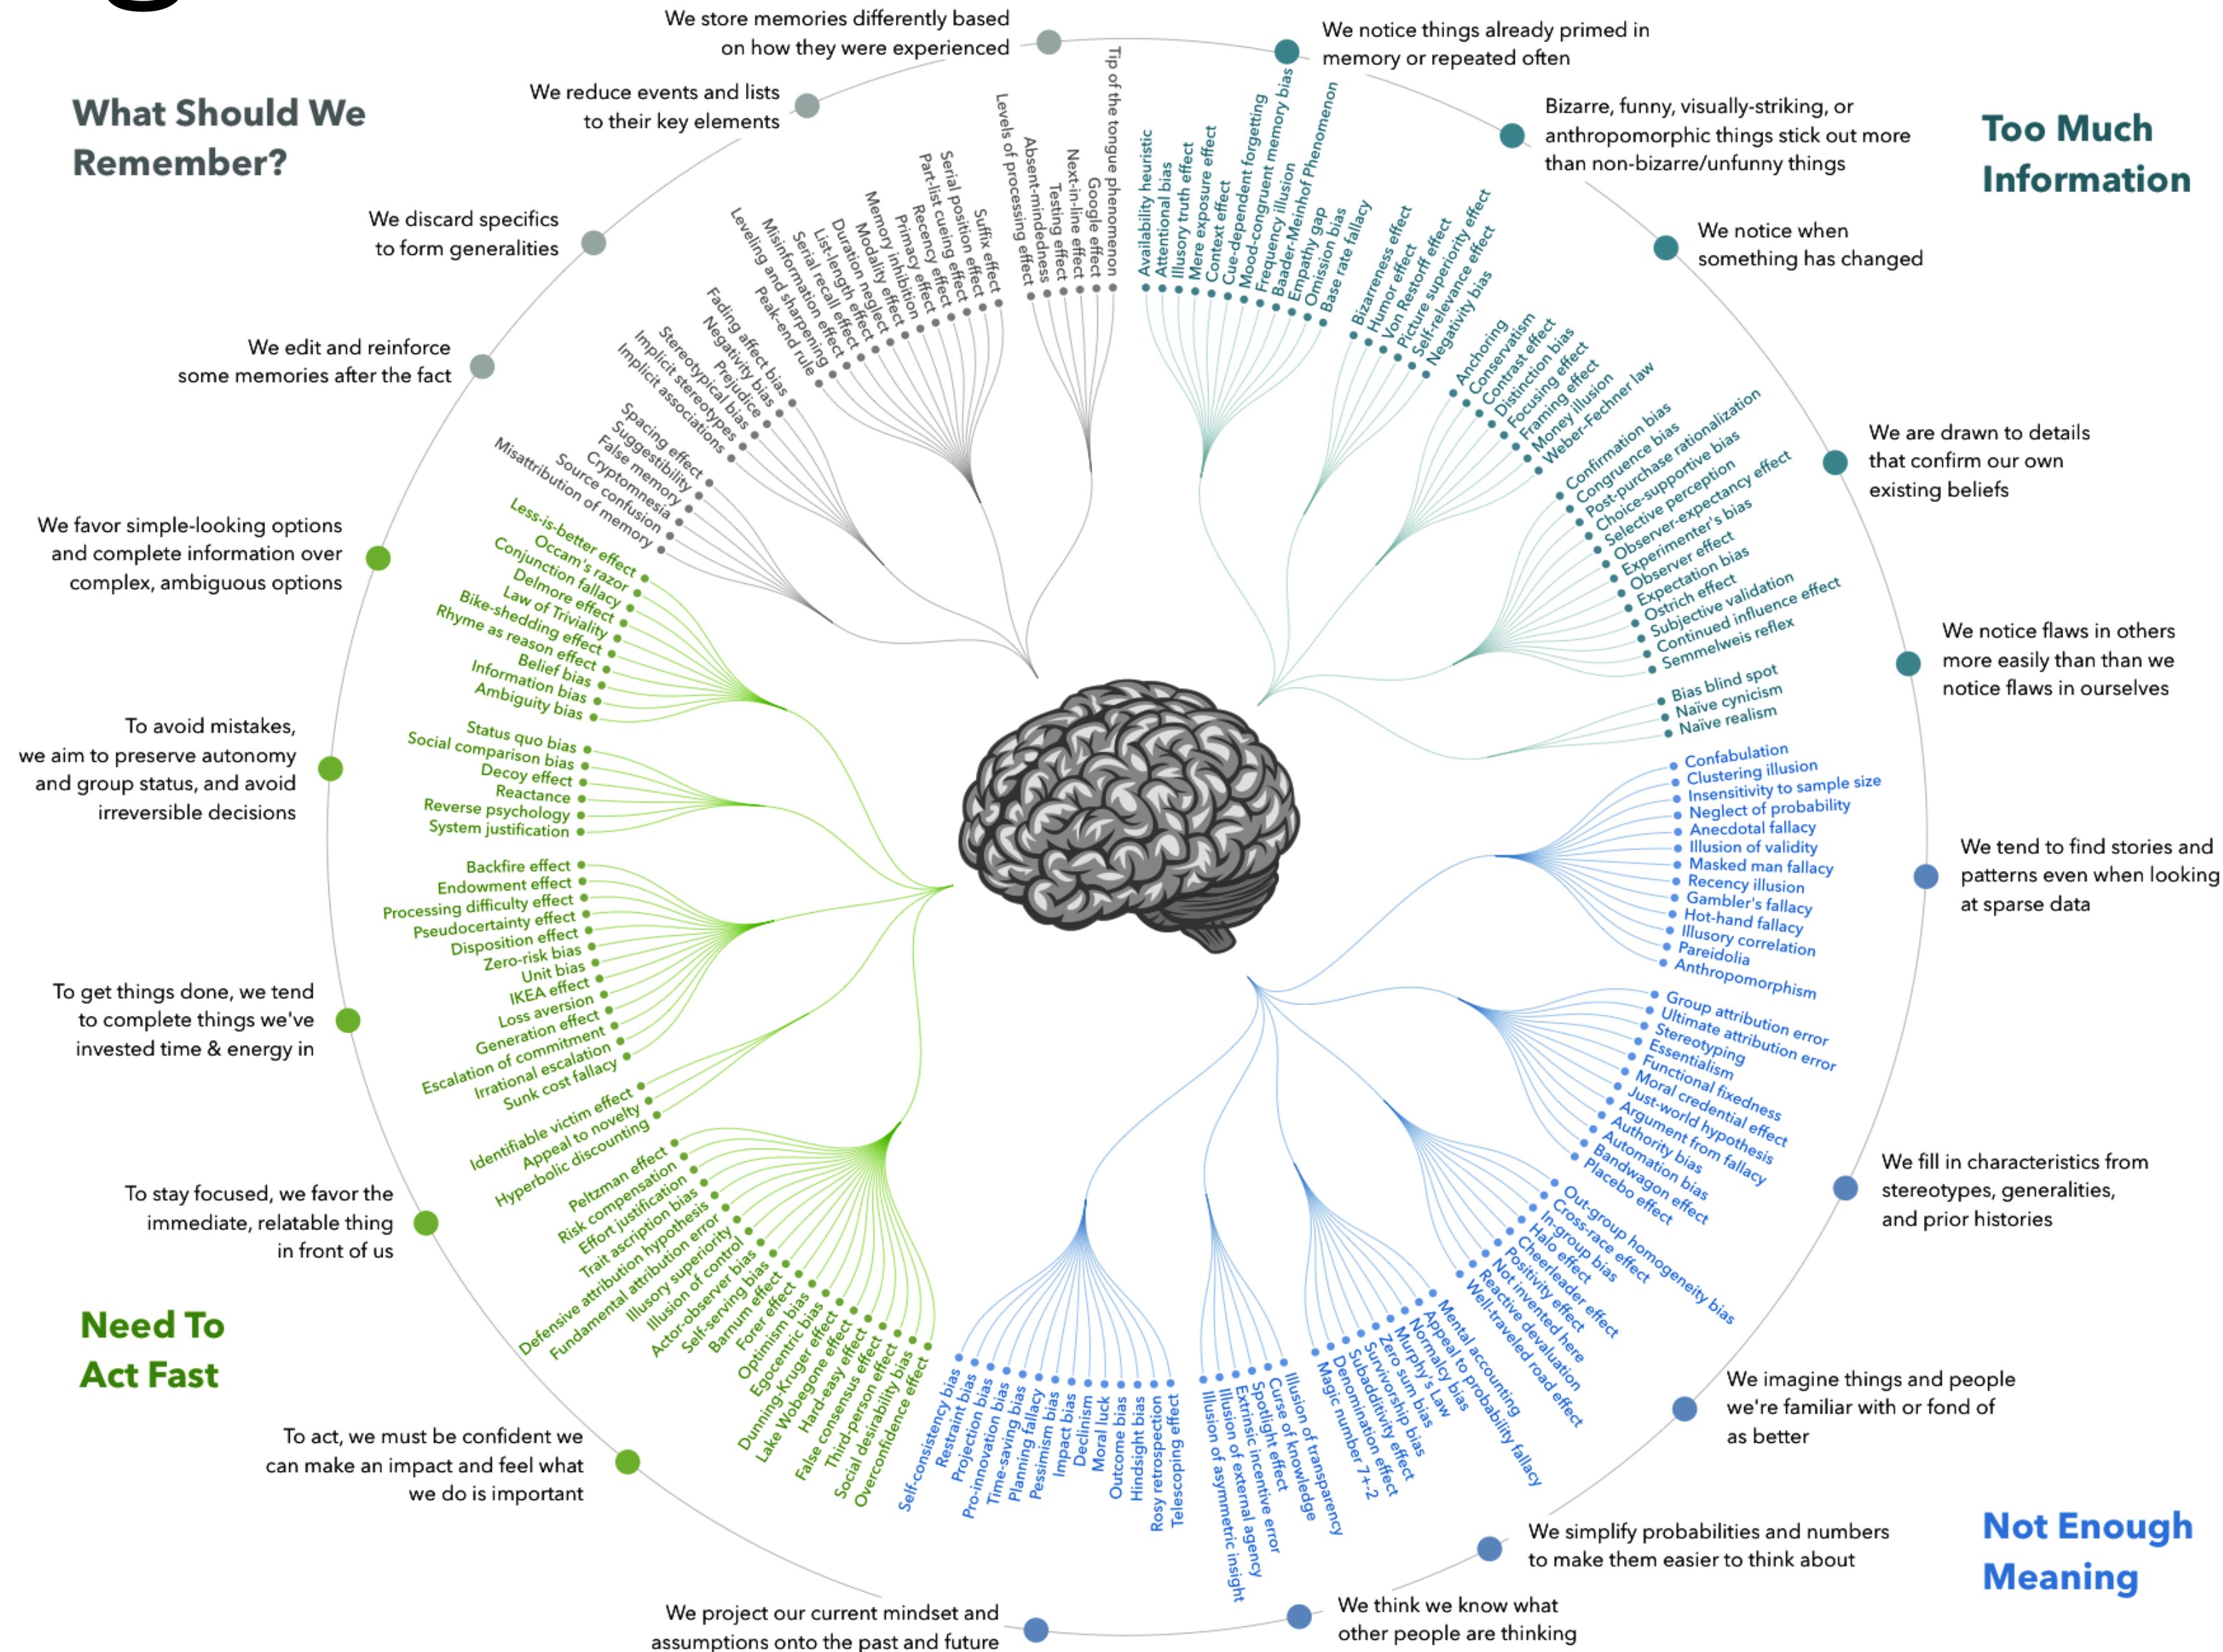 What Should We
Remember?
We store memories differently based
on how they were experienced
We reduce events and lists
to their key elements
We discard specifics
to form generalities
We edit and reinforce
some memories after the fact
Tip of the tongue phenomenon
Google effect
Next-in-line effect
Testing effect
Absent-mindedness
Levels of processing effect
Suffix effect
Serial position effect
Part-list cueing effect
Recency effect
Primacy effect
Memory inhibition
Modality effect
Duration neglect
List-length effect
Serial recall effect
Misinformation effect
Leveling and sharpening
Peak-end rule
Fading affect bias
Negativity bias
Prejudice
Stereotypical bias
Implicit stereotypes
Implicit associations
Spacing effect
Suggestibility
False memory
Cryptomnesia
Source confusion
Misattribution of memory
Too Much
Information
We notice things already primed in
memory or repeated often
Availability heuristic
Attentional bias
Illusory truth effect
Mere exposure effect
Context effect
Cue-dependent forgetting
Mood-congruent memory bias
Frequency illusion
Baader-Meinhof Phenomenon
Empathy gap
Omission bias
Base rate fallacy
Bizarre, funny, visually-striking, or
anthropomorphic things stick out more
than non-bizarre/unfunny things
Bizarreness effect
Humor effect
Von Restorff effect
Picture superiority effect
Self-relevance effect
Negativity bias
We notice when
something has changed
Anchoring
Conservatism
Contrast effect
Distinction bias
Focusing effect
Framing effect
Money illusion
Weber-Fechner law
We are drawn to details
that confirm our own
existing beliefs
Confirmation bias
Congruence bias
Post-purchase rationalization
Choice-supportive bias
Selective perception
Observer-expectancy effect
Experimenter's bias
Observer effect
Expectation bias
Ostrich effect
Subjective validation
Continued influence effect
Semmelweis reflex
We notice flaws in others
more easily than than we
notice flaws in ourselves
Bias blind spot
Naïve cynicism
Naïve realism
We tend to find stories and
patterns even when looking
at sparse data
Confabulation
Clustering illusion
Insensitivity to sample size
Neglect of probability
Anecdotal fallacy
Illusion of validity
Masked man fallacy
Recency illusion
Gambler's fallacy
Hot-hand fallacy
Illusory correlation
Pareidolia
Anthropomorphism
We fill in characteristics from
stereotypes, generalities,
and prior histories
Group attribution error
Ultimate attribution error
Stereotyping
Essentialism
Functional fixedness
Moral credential effect
Just-world hypothesis
Argument from fallacy
Authority bias
Automation bias
Bandwagon effect
Placebo effect
We imagine things and people
we're familiar with or fond of
as better
Out-group homogeneity bias
Cross-race effect
In-group bias
Halo effect
Cheerleader effect
Positivity effect
Not invented here
Reactive devaluation
Well-traveled road effect
We simplify probabilities and numbers
to make them easier to think about
Mental accounting
Appeal to probability fallacy
Normalcy bias
Murphy's Law
Zero sum bias
Survivorship bias
Subadditivity effect
Denomination effect
Magic number 7+-2
Not Enough
Meaning
We think we know what
other people are thinking
Illusion of transparency
Curse of knowledge
Spotlight effect
Extrinsic incentive error
Illusion of external agency
Illusion of asymmetric insight
We project our current mindset and
assumptions onto the past and future
Telescoping effect
Rosy retrospection
Hindsight bias
Outcome bias
Moral luck
Declinism
Impact bias
Pessimism bias
Planning fallacy
Time-saving bias
Pro-innovation bias
Projection bias
Restraint bias
Self-consistency bias
We favor simple-looking options
and complete information over
complex, ambiguous options
Less-is-better effect
Occam's razor
Conjunction fallacy
Delmore effect
Law of Triviality
Bike-shedding effect
Rhyme as reason effect
Belief bias
Information bias
Ambiguity bias
To avoid mistakes,
we aim to preserve autonomy
and group status, and avoid
irreversible decisions
Status quo bias
Social comparison bias
Decoy effect
Reactance
Reverse psychology
System justification
To get things done, we tend
to complete things we've
invested time & energy in
Backfire effect
Endowment effect
Processing difficulty effect
Pseudocertainty effect
Disposition effect
Zero-risk bias
Unit bias
IKEA effect
Loss aversion
Generation effect
Escalation of commitment
Irrational escalation
Sunk cost fallacy
To stay focused, we favor the
immediate, relatable thing
in front of us
Identifiable victim effect
Appeal to novelty
Hyperbolic discounting
Need To
Act Fast
To act, we must be confident we
can make an impact and feel what
we do is important
Peltzman effect
Risk compensation
Effort justification
Trait ascription bias
Defensive attribution hypothesis
Fundamental attribution error
Illusory superiority
Illusion of control
Actor-observer bias
Self-serving bias
Barnum effect
Forer effect
Optimism bias
Egocentric bias
Dunning-Kruger effect
Lake Wobegone effect
Hard-easy effect
False consensus effect
Third-person effect
Social desirability bias
Overconfidence effect